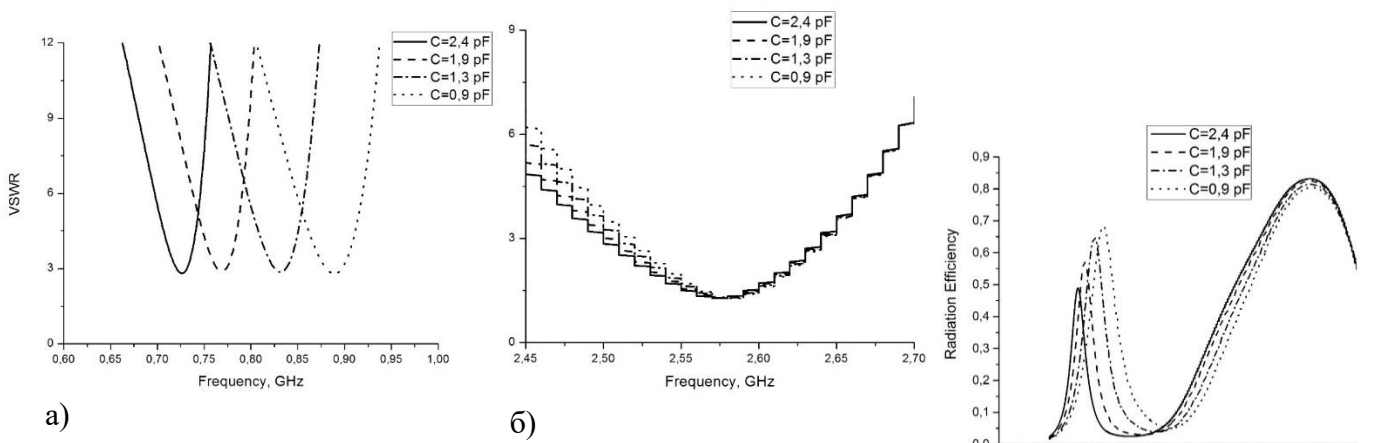 C=2,4 pF
C=1,9 pF
C=1,3 pF
C=0,9 pF
12
9
6
3
0
VSWR
0,60 0,65 0,70 0,75 0,80 0,85 0,90 0,95 1,00
Frequency, GHz
а)
C=2,4 pF
C=1,9 pF
C=1,3 pF
C=0,9 pF
9
6
3
0
2,45 2,50 2,55 2,60 2,65 2,70
Frequency, GHz
б)
C=2,4 pF
C=1,9 pF
C=1,3 pF
C=0,9 pF
0,9
0,8
0,7
0,6
0,5
0,4
0,3
0,2
0,1
0,0
Radiation Efficiency